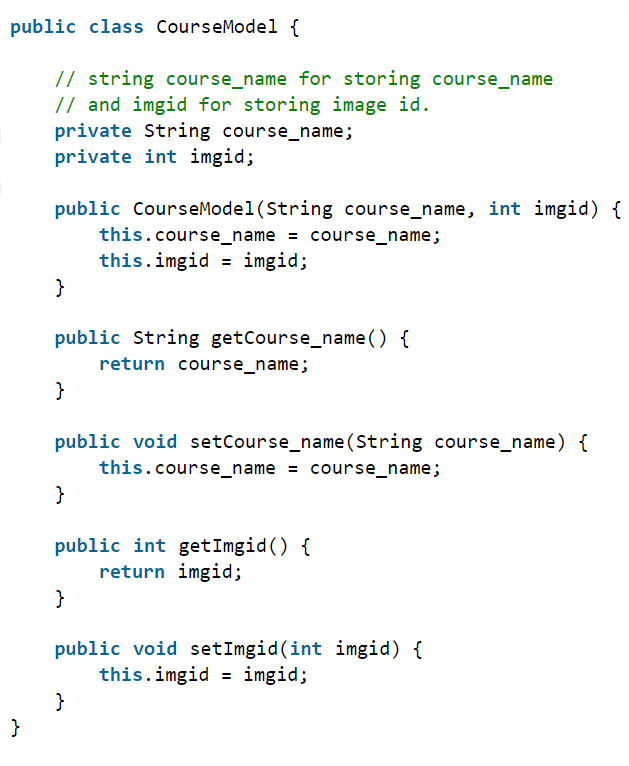 public class CourseModel {
// string course_name for storing course_name
// and imgid for storing image id.
private String course_name;
private int imgid;
public CourseModel(String course_name, int imgid) {
this.course_name = course_name;
this.imgid = imgid;
}
public String getCourse_name() {
return course_name;
}
public void setCourse_name(String course_name) {
this.course_name = course_name;
}
public int getImgid() {
return imgid;
}
public void setImgid(int imgid) {
this.imgid = imgid;
}
}